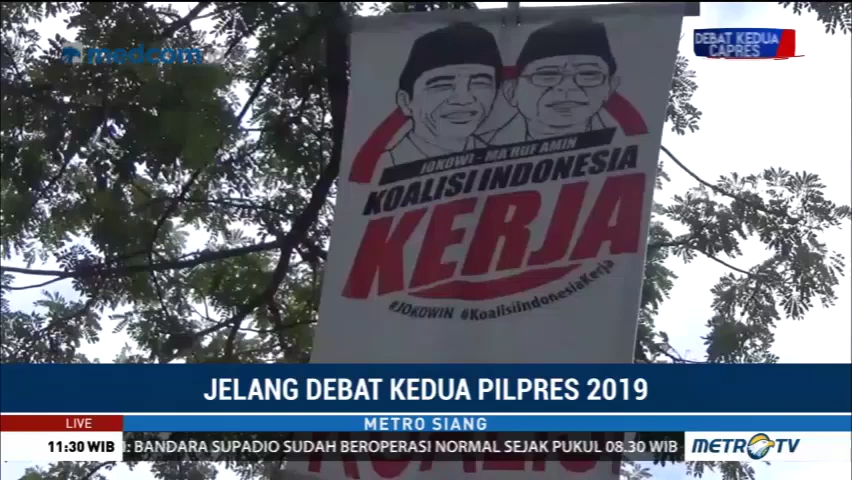 medcom
DEBAT KEDUA
CAPRES
JOKOWI - MA'RUF AMIN
KOALISI INDONESIA
KERJA
#JOKOWIN #KoalisiIndonesiaKerja
JELANG DEBAT KEDUA PILPRES 2019
LIVE
METRO SIANG
11:30 WIB
: BANDARA SUPADIO SUDAH BEROPERASI NORMAL SEJAK PUKUL 08.30 WIB
METRO TV